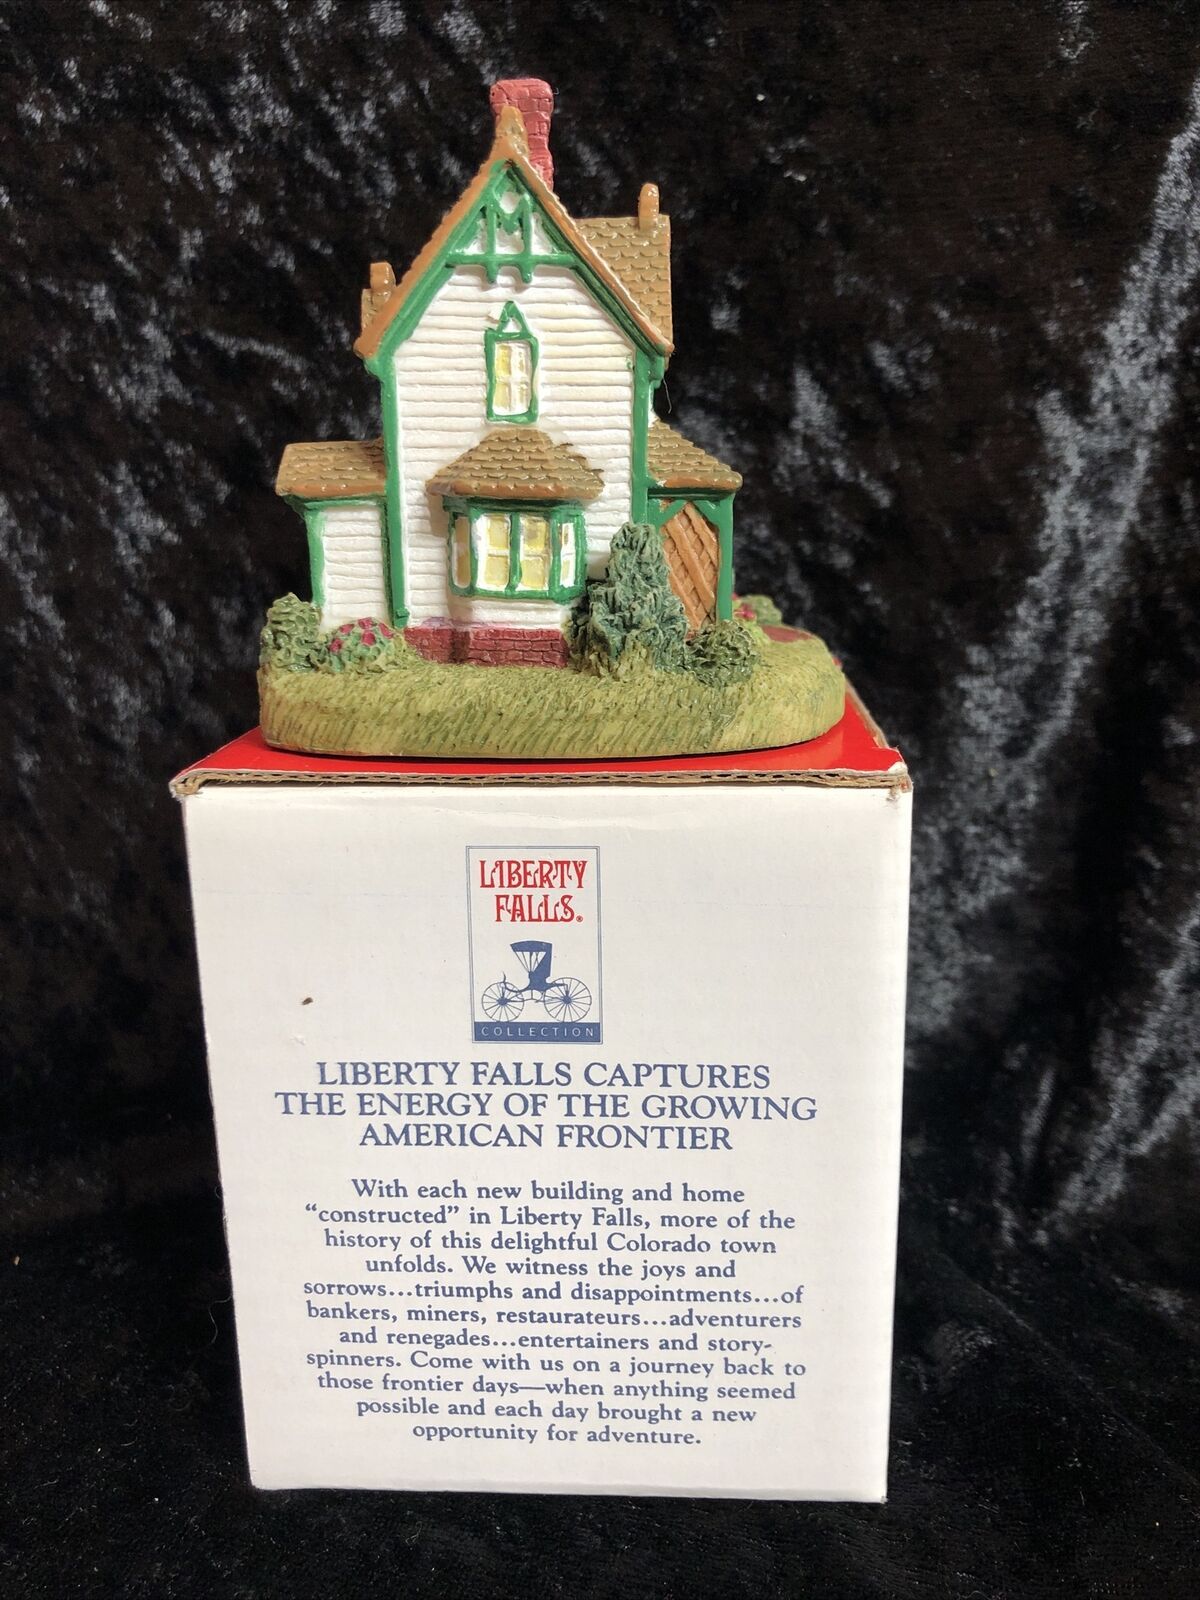 LIBERTY
FALLS®
COLLECTION
LIBERTY FALLS CAPTURES
THE ENERGY OF THE GROWING
AMERICAN FRONTIER
With each new building and home
“constructed” in Liberty Falls, more of the
history of this delightful Colorado town
unfolds. We witness the joys and
sorrows...triumphs and disappointments...of
bankers, miners, restaurateurs...adventurers
and renegades...entertainers and story-
spinners. Come with us on a journey back to
those frontier days—when anything seemed
possible and each day brought a new
opportunity for adventure.